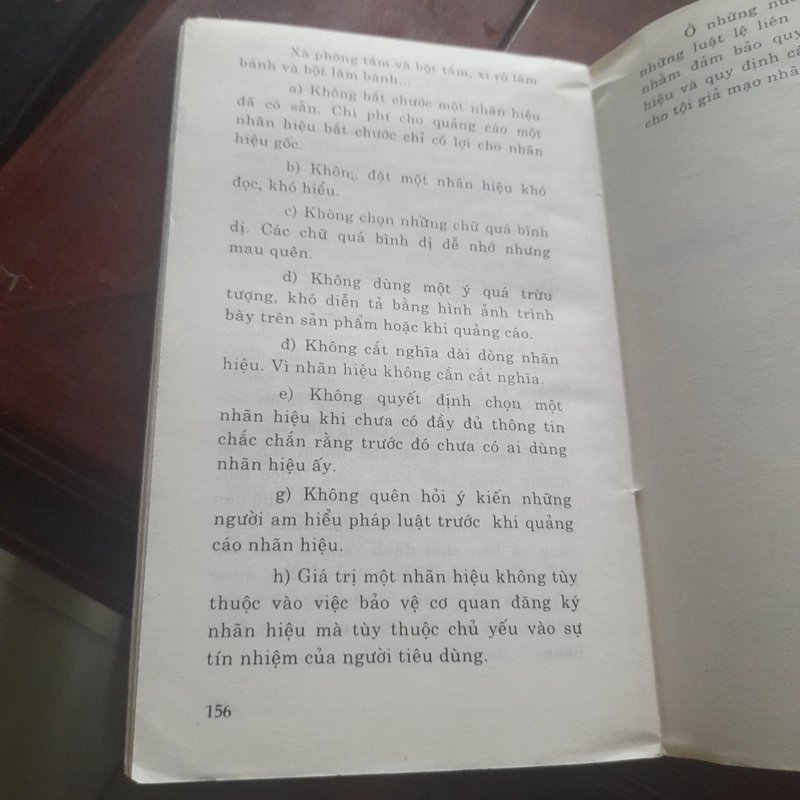 Xà phòng tắm và bột tắm, xi rô làm
bánh và bột làm bánh...
a) Không bắt chước một nhãn hiệu
đã có sẵn. Chi phí cho quảng cáo một
nhãn hiệu bắt chước chỉ có lợi cho nhãn
hiệu gốc.
b) Không đặt một nhãn hiệu khó
đọc, khó hiểu.
c) Không chọn những chữ quá bình
dị. Các chữ quá bình dị dễ nhớ nhưng
mau quên.
d) Không dùng một ý quá trừu
tượng, khó diễn tả bằng hình ảnh trình
bày trên sản phẩm hoặc khi quảng cáo.
đ) Không cắt nghĩa dài dòng nhãn
hiệu. Vì nhãn hiệu không cần cắt nghĩa.
e) Không quyết định chọn một
nhãn hiệu khi chưa có đầy đủ thông tin
chắc chắn rằng trước đó chưa có ai dùng
nhãn hiệu ấy.
g) Không quên hỏi ý kiến những
người am hiểu pháp luật trước khi quảng
cáo nhãn hiệu.
h) Giá trị một nhãn hiệu không tùy
thuộc vào việc bảo vệ cơ quan đăng ký
nhãn hiệu mà tùy thuộc chủ yếu vào sự
tín nhiệm của người tiêu dùng.
156
Ở những
những luật lệ liên
nhằm đảm bảo quy
hiệu và quy định
cho tội giả mạo nhã